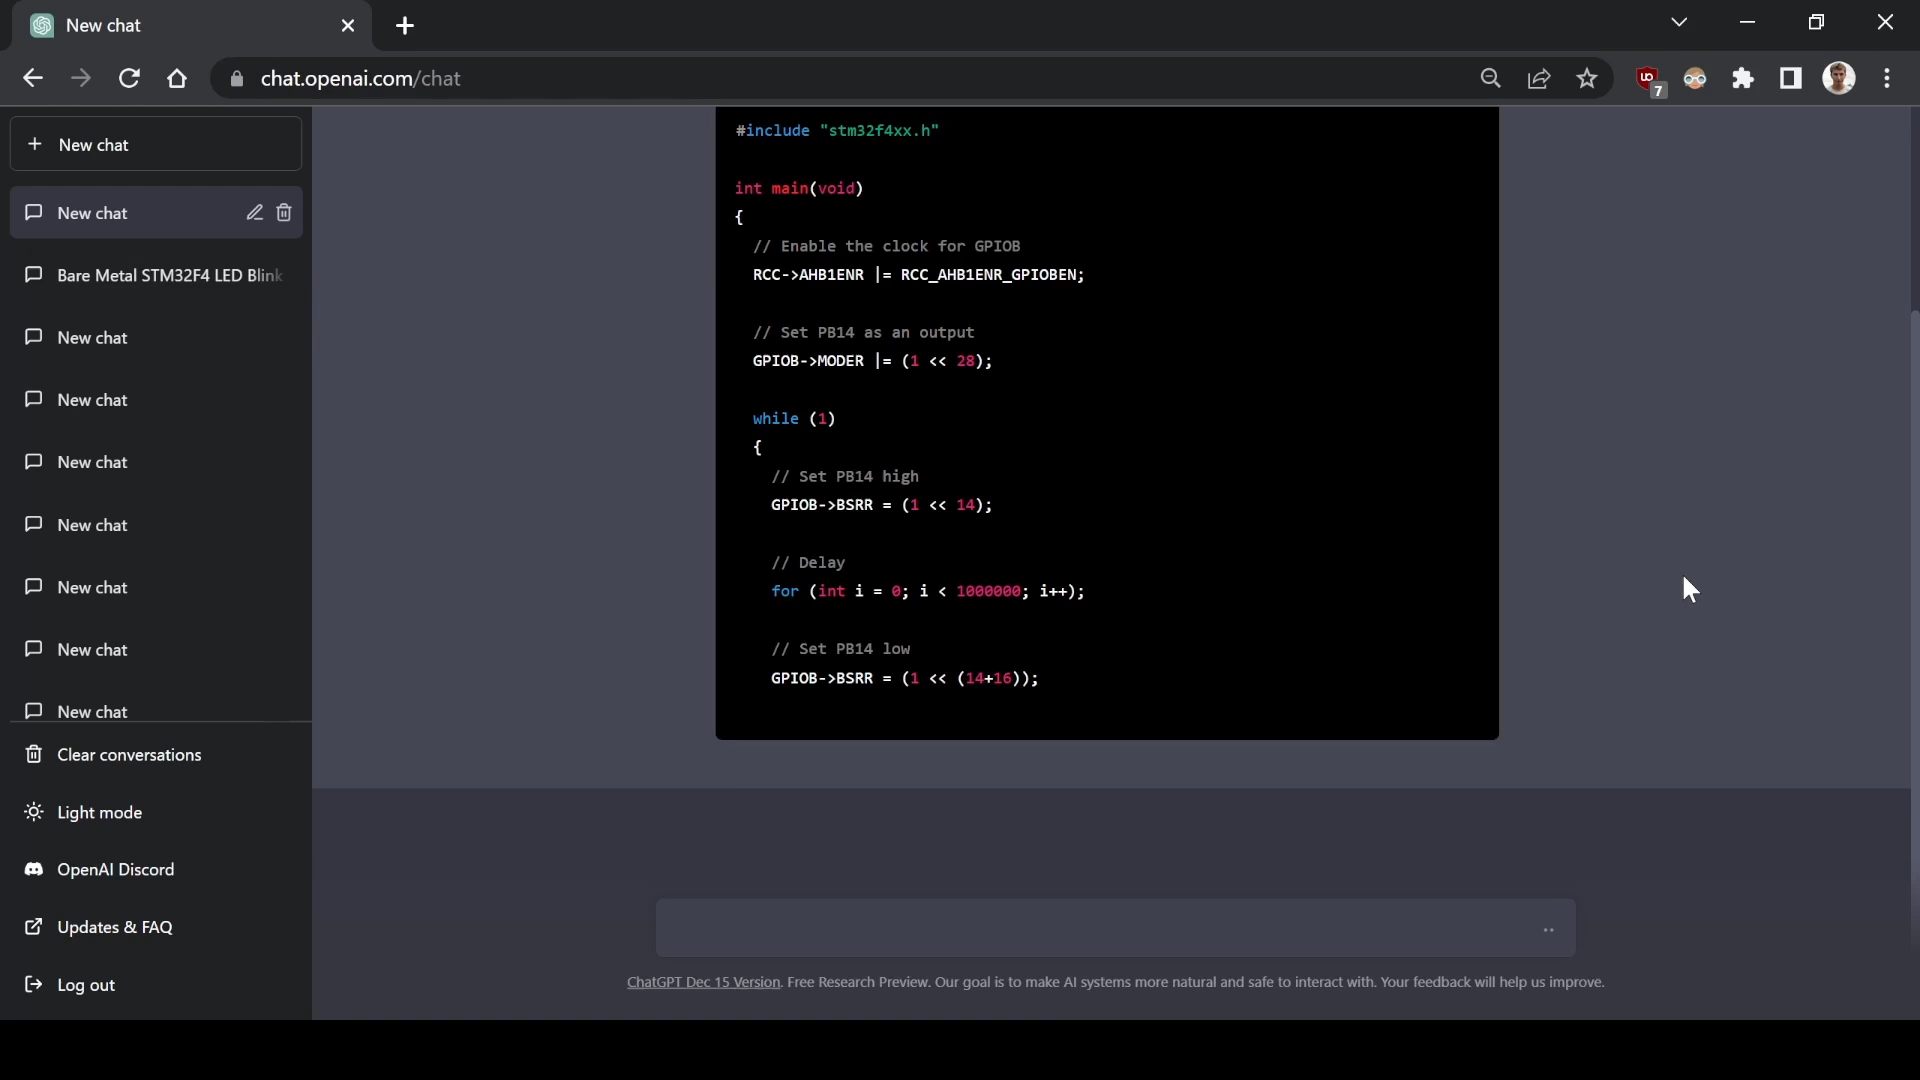 New chat
chat.openai.com/chat
7
New chat
New chat
Bare Metal STM32F4 LED Blink
New chat
New chat
New chat
New chat
New chat
New chat
New chat
Clear conversations
Light mode
OpenAI Discord
Updates & FAQ
Log out
#include "stm32f4xx.h"
int main(void)
{
// Enable the clock for GPIOB
RCC->AHB1ENR |= RCC_AHB1ENR_GPIOBEN;
// Set PB14 as an output
GPIOB->MODER |= (1 << 28);
while (1)
{
// Set PB14 high
GPIOB->BSRR = (1 << 14);
// Delay
for (int i = 0; i < 1000000; i++);
// Set PB14 low
GPIOB->BSRR = (1 << (14+16));
ChatGPT Dec 15 Version. Free Research Preview. Our goal is to make AI systems more natural and safe to interact with. Your feedback will help us improve.